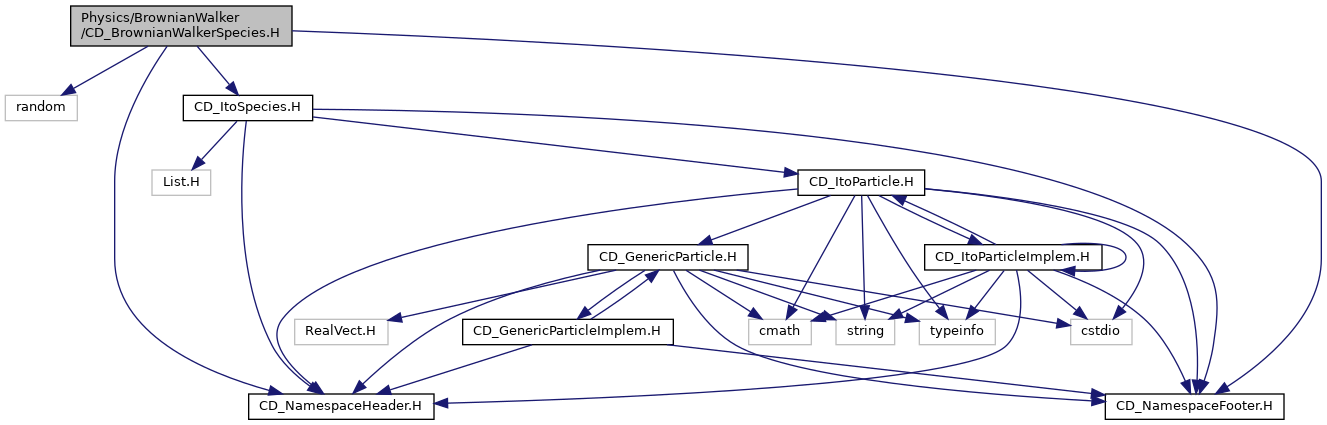 Physics/BrownianWalker
/CD_BrownianWalkerSpecies.H
random
CD_ItoSpecies.H
List.H
CD_ItoParticle.H
CD_GenericParticle.H
CD_ItoParticleImplem.H
RealVect.H
CD_GenericParticleImplem.H
cmath
string
typeinfo
cstdio
CD_NamespaceHeader.H
CD_NamespaceFooter.H